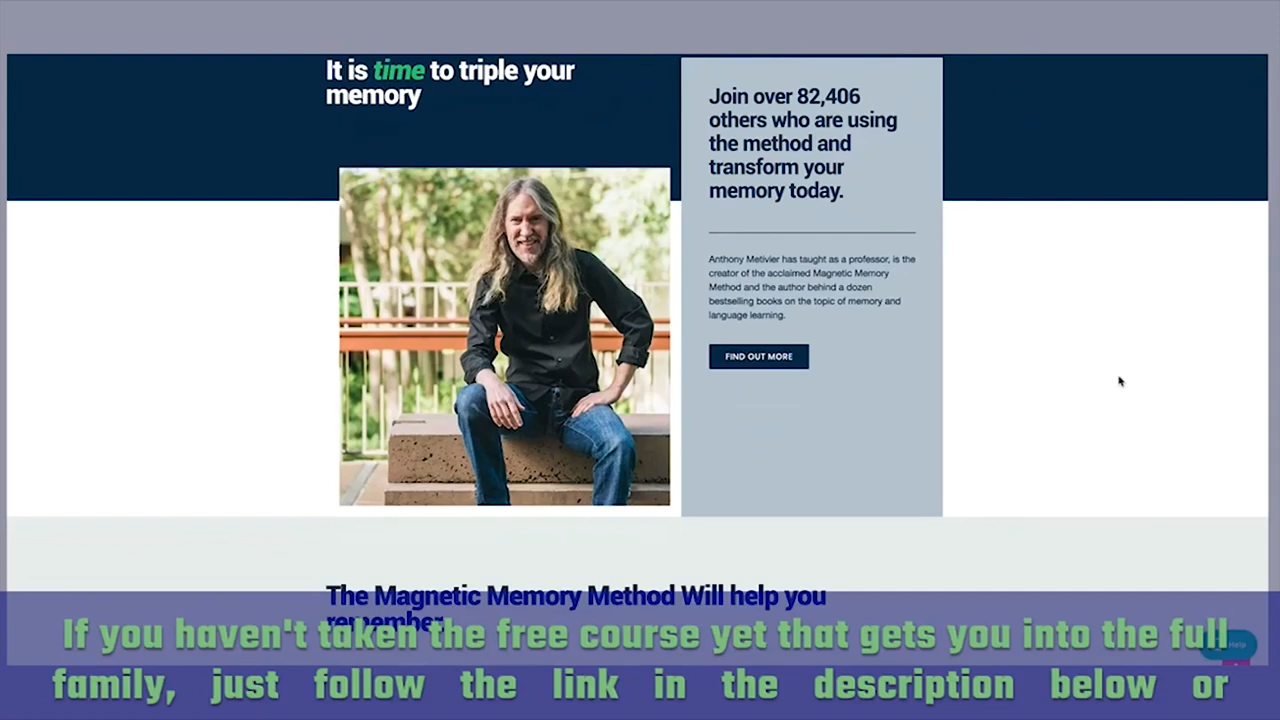 It is time to triple your
memory
Join over 82,406
others who are using
the method and
transform your
memory today.
Anthony Metivier has taught as a professor, is the
creator of the acclaimed Magnetic Memory
Method and the author behind a dozen
bestselling books on the topic of memory and
language learning.
FIND OUT MORE
The Magnetic Memory Method Will help you
remember
If you haven't taken the free course yet that gets you into the full
Help
family, just follow the link in the description below or